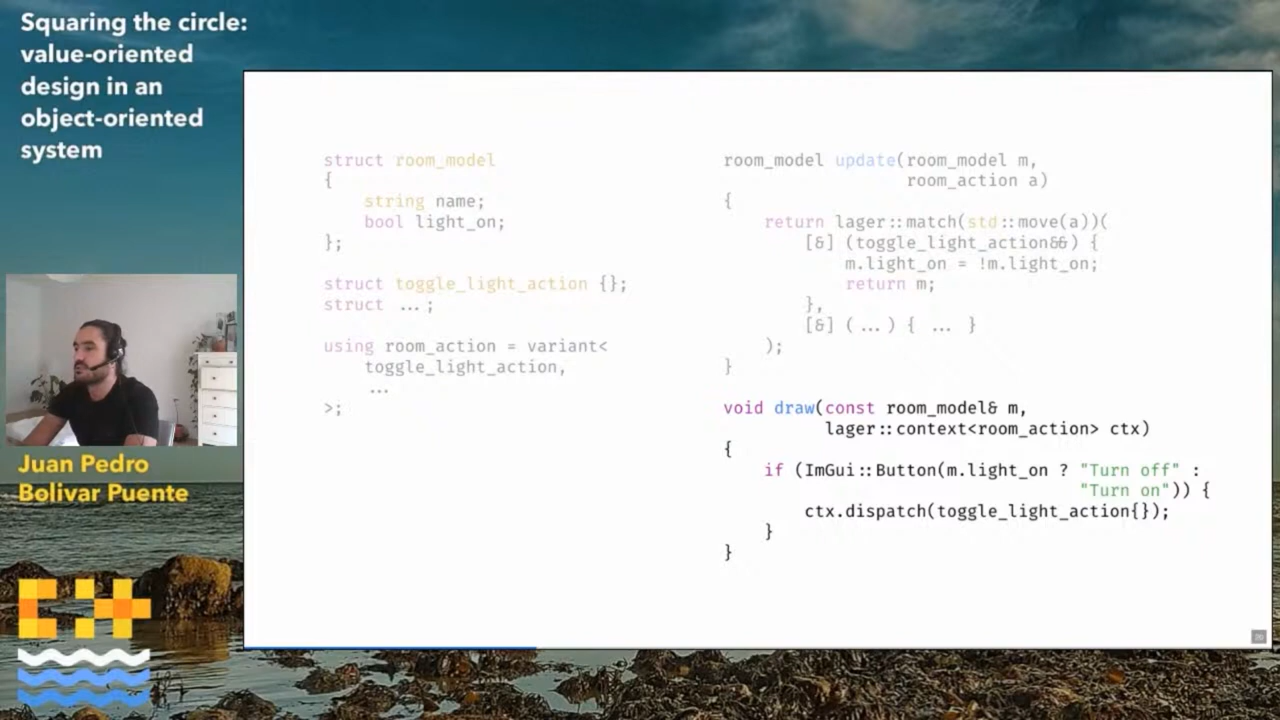 Squaring the circle:
value-oriented
design in an
object-oriented
system
struct room_model
{
    string name;
    bool light_on;
};
struct toggle_light_action {};
struct ...;
using room_action = variant<
    toggle_light_action,
    ...
>;
room_model update(room_model m,
                  room_action a)
{
    return lager::match(std::move(a))(
        [&] (toggle_light_action&&) {
            m.light_on = !m.light_on;
            return m;
        },
        [&] (...) { ... }
    );
}
void draw(const room_model& m,
          lager::context<room_action> ctx)
{
    if (ImGui::Button(m.light_on ? "Turn off" :
                                   "Turn on")) {
        ctx.dispatch(toggle_light_action{});
    }
}
Juan Pedro
Bolivar Puente
C++